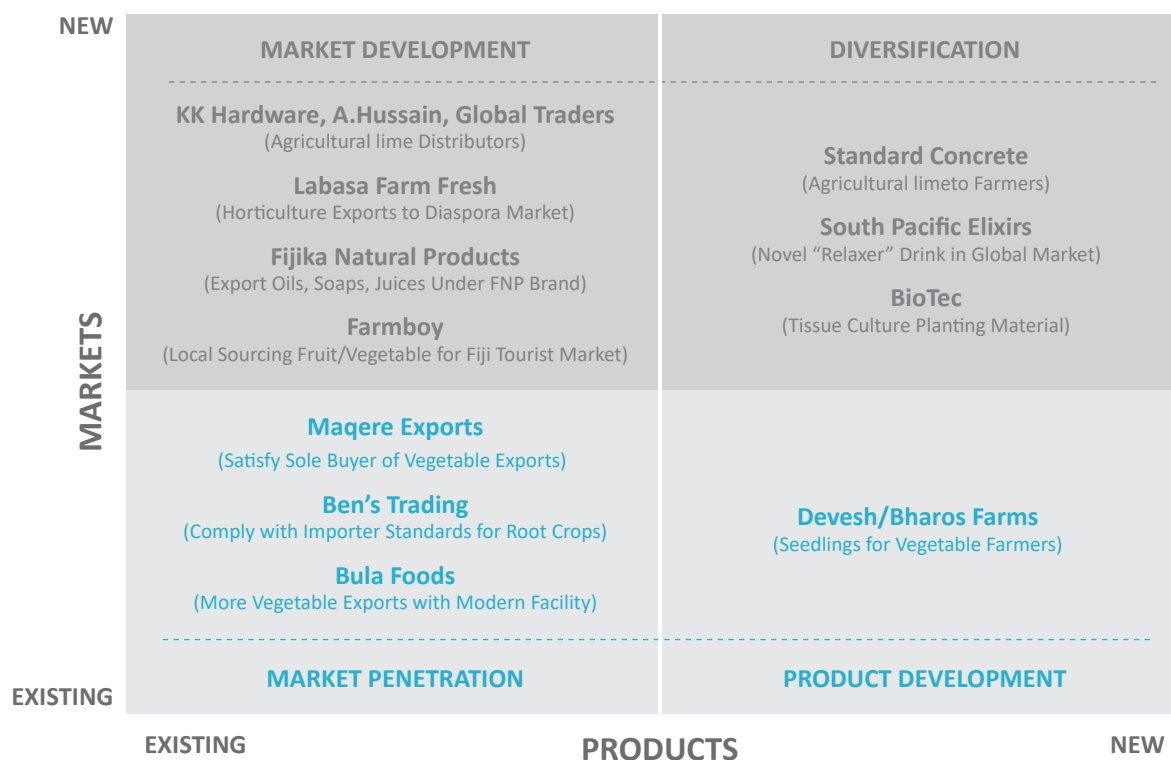 NEW
MARKET DEVELOPMENT
DIVERSIFICATION
KK Hardware, A.Hussain, Global Traders
(Agricultural lime Distributors)
Labasa Farm Fresh
(Horticulture Exports to Diaspora Market)
Fijika Natural Products
(Export Oils, Soaps, Juices Under FNP Brand)
Farmboy
(Local Sourcing Fruit/Vegetable for Fiji Tourist Market)
Standard Concrete
(Agricultural limeto Farmers)
South Pacific Elixirs
(Novel “Relaxer” Drink in Global Market)
BioTec
(Tissue Culture Planting Material)
MARKETS
Maqere Exports
(Satisfy Sole Buyer of Vegetable Exports)
Ben’s Trading
(Comply with Importer Standards for Root Crops)
Bula Foods
(More Vegetable Exports with Modern Facility)
Devesh/Bharos Farms
(Seedlings for Vegetable Farmers)
MARKET PENETRATION
PRODUCT DEVELOPMENT
EXISTING
EXISTING
PRODUCTS
NEW